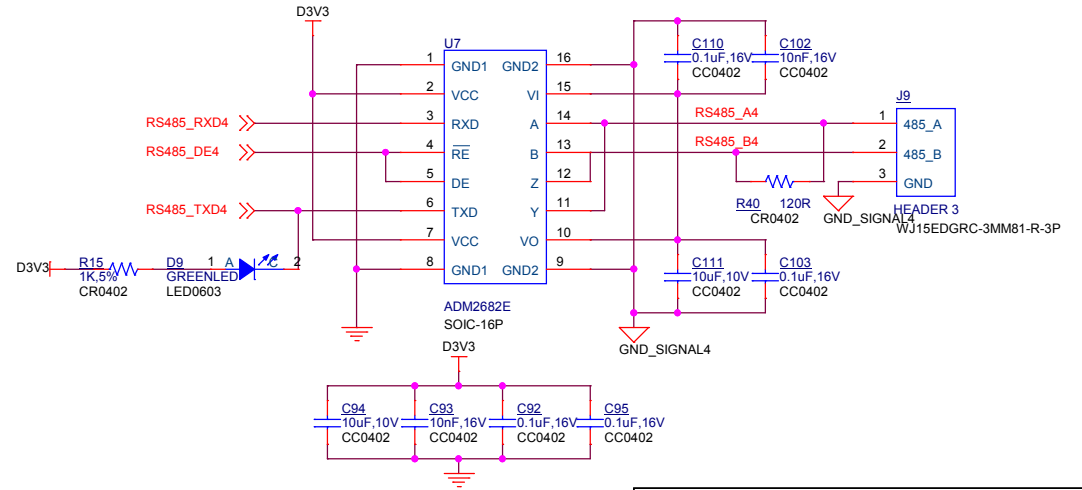 D3V3
U7
C110
0.1uF,16V
CC0402
C102
10nF,16V
CC0402
1
GND1
GND2
16
2
VCC
VI
15
J9
RS485_RXD4
3
RXD
A
14
RS485_A4
1
485_A
RS485_DE4
4
RE
B
13
RS485_B4
2
485_B
5
DE
Z
12
3
GND
RS485_TXD4
6
TXD
Y
11
R40
120R
CR0402
GND_SIGNAL4
HEADER 3
WJ15EDGRC-3MM81-R-3P
7
VCC
VO
10
D3V3
R15
1K,5%
CR0402
D9
GREENLED
LED0603
1
A
C
2
8
GND1
GND2
9
C111
10uF,10V
CC0402
C103
0.1uF,16V
CC0402
ADM2682E
SOIC-16P
GND_SIGNAL4
D3V3
C94
10uF,10V
CC0402
C93
10nF,16V
CC0402
C92
0.1uF,16V
CC0402
C95
0.1uF,16V
CC0402